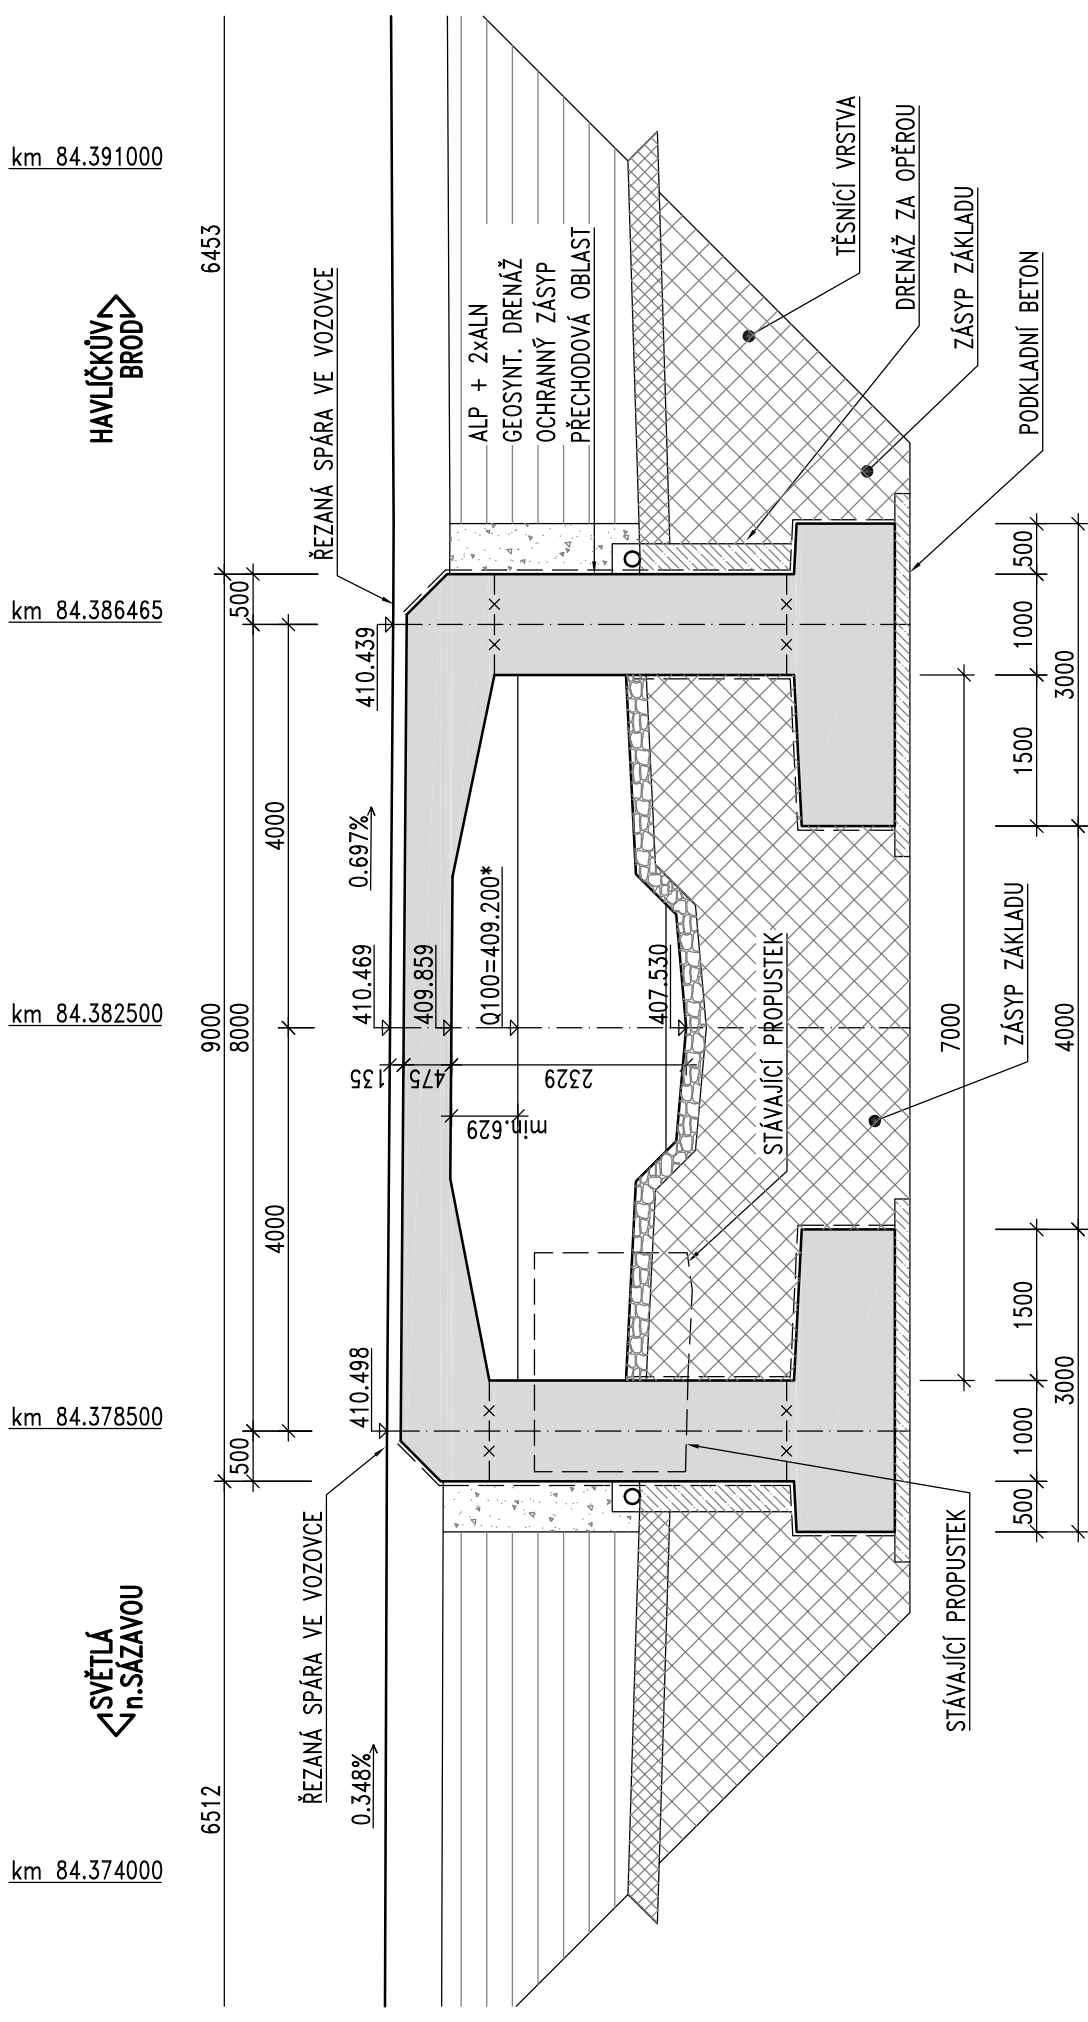 km 84.374000
km 84.378500
km 84.382500
km 84.386465
km 84.391000
SVĚTLÁ
n.SÁZAVOU
HAVLÍČKŮV
BROD
6512
9000
6453
500
8000
500
4000
4000
ŘEZANÁ SPÁRA VE VOZOVCE
ŘEZANÁ SPÁRA VE VOZOVCE
0.348%
410.498
410.469
0.697%
410.439
135
475
2329
min.629
409.859
Q100=409.200*
407.530
ALP + 2xALN
GEOSYNT. DRENÁŽ
OCHRANNÝ ZÁSYP
PŘECHODOVÁ OBLAST
STÁVAJÍCÍ PROPUSTEK
STÁVAJÍCÍ PROPUSTEK
TĚSNÍCÍ VRSTVA
DRENÁŽ ZA OPĚROU
ZÁSYP ZÁKLADU
PODKLADNÍ BETON
ZÁSYP ZÁKLADU
7000
500
1000
1500
1500
1000
500
3000
4000
3000